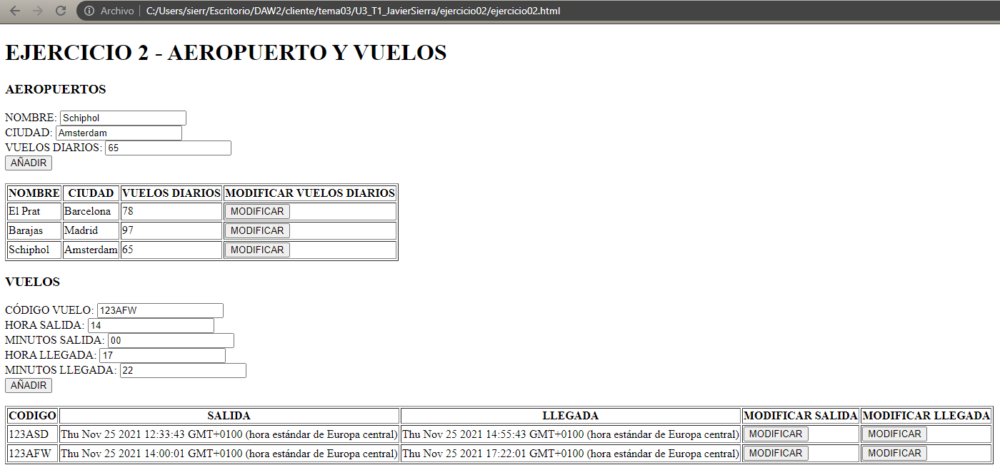 Archivo C:/Users/sierr/Escritorio/DAW2/cliente/tema03/U3_T1_JavierSierra/ejercicio02/ejercicio02.html
EJERCICIO 2 - AEROPUERTO Y VUELOS
AEROPUERTOS
NOMBRE: Schiphol
CIUDAD: Amsterdam
VUELOS DIARIOS: 65
AÑADIR
NOMBRE CIUDAD VUELOS DIARIOS MODIFICAR VUELOS DIARIOS
El Prat Barcelona 78 MODIFICAR
Barajas Madrid 97 MODIFICAR
Schiphol Amsterdam 65 MODIFICAR
VUELOS
CÓDIGO VUELO: 123AFW
HORA SALIDA: 14
MINUTOS SALIDA: 00
HORA LLEGADA: 17
MINUTOS LLEGADA: 22
AÑADIR
CODIGO SALIDA LLEGADA MODIFICAR SALIDA MODIFICAR LLEGADA
123ASD Thu Nov 25 2021 12:33:43 GMT+0100 (hora estándar de Europa central) Thu Nov 25 2021 14:55:43 GMT+0100 (hora estándar de Europa central) MODIFICAR MODIFICAR
123AFW Thu Nov 25 2021 14:00:01 GMT+0100 (hora estándar de Europa central) Thu Nov 25 2021 17:22:01 GMT+0100 (hora estándar de Europa central) MODIFICAR MODIFICAR